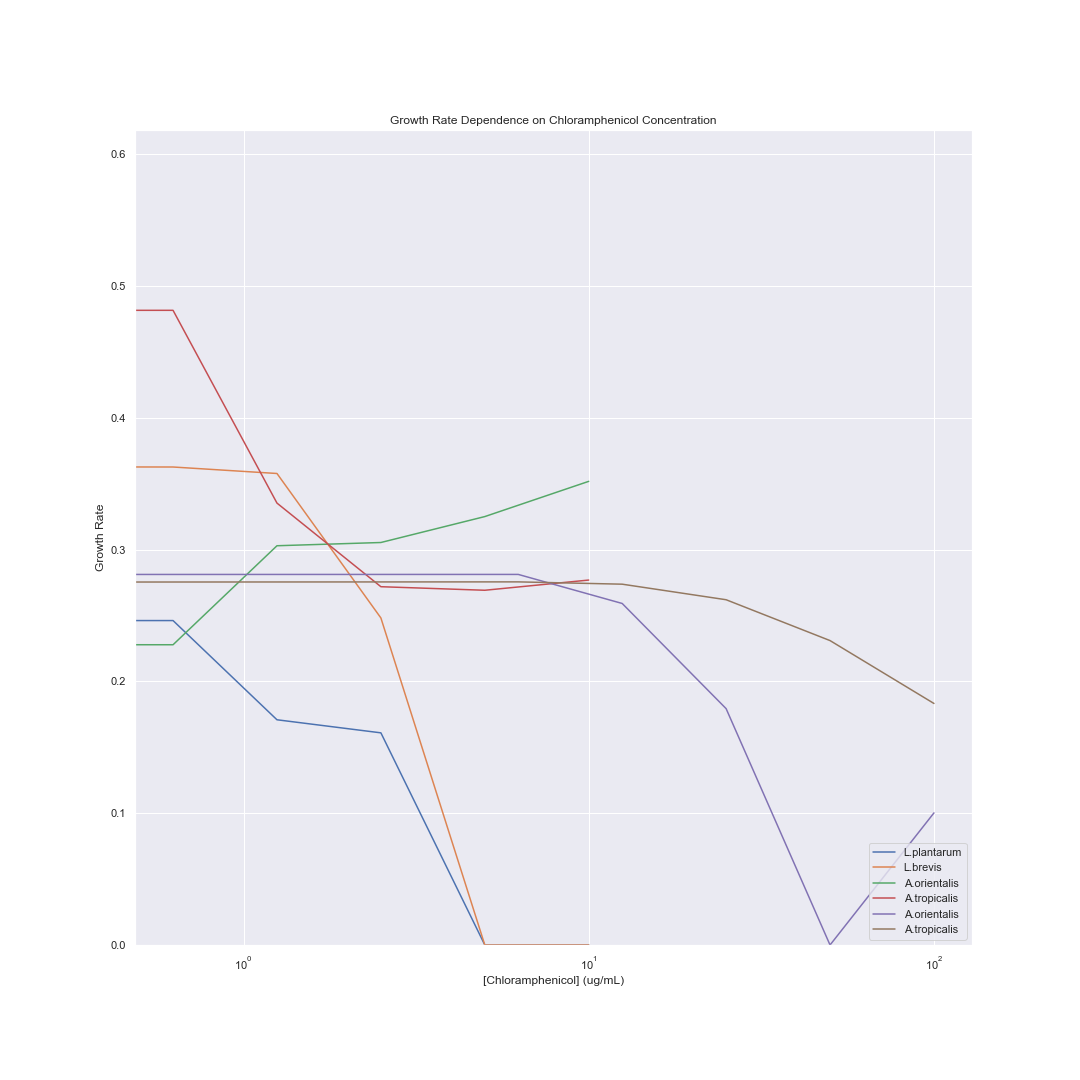 Growth Rate Dependence on Chloramphenicol Concentration
0.6
0.5
0.4
0.3
0.2
0.1
0.0
Growth Rate
10⁰
10¹
10²
[Chloramphenicol] (ug/mL)
L.plantarum
L.brevis
A.orientalis
A.tropicalis
A.orientalis
A.tropicalis